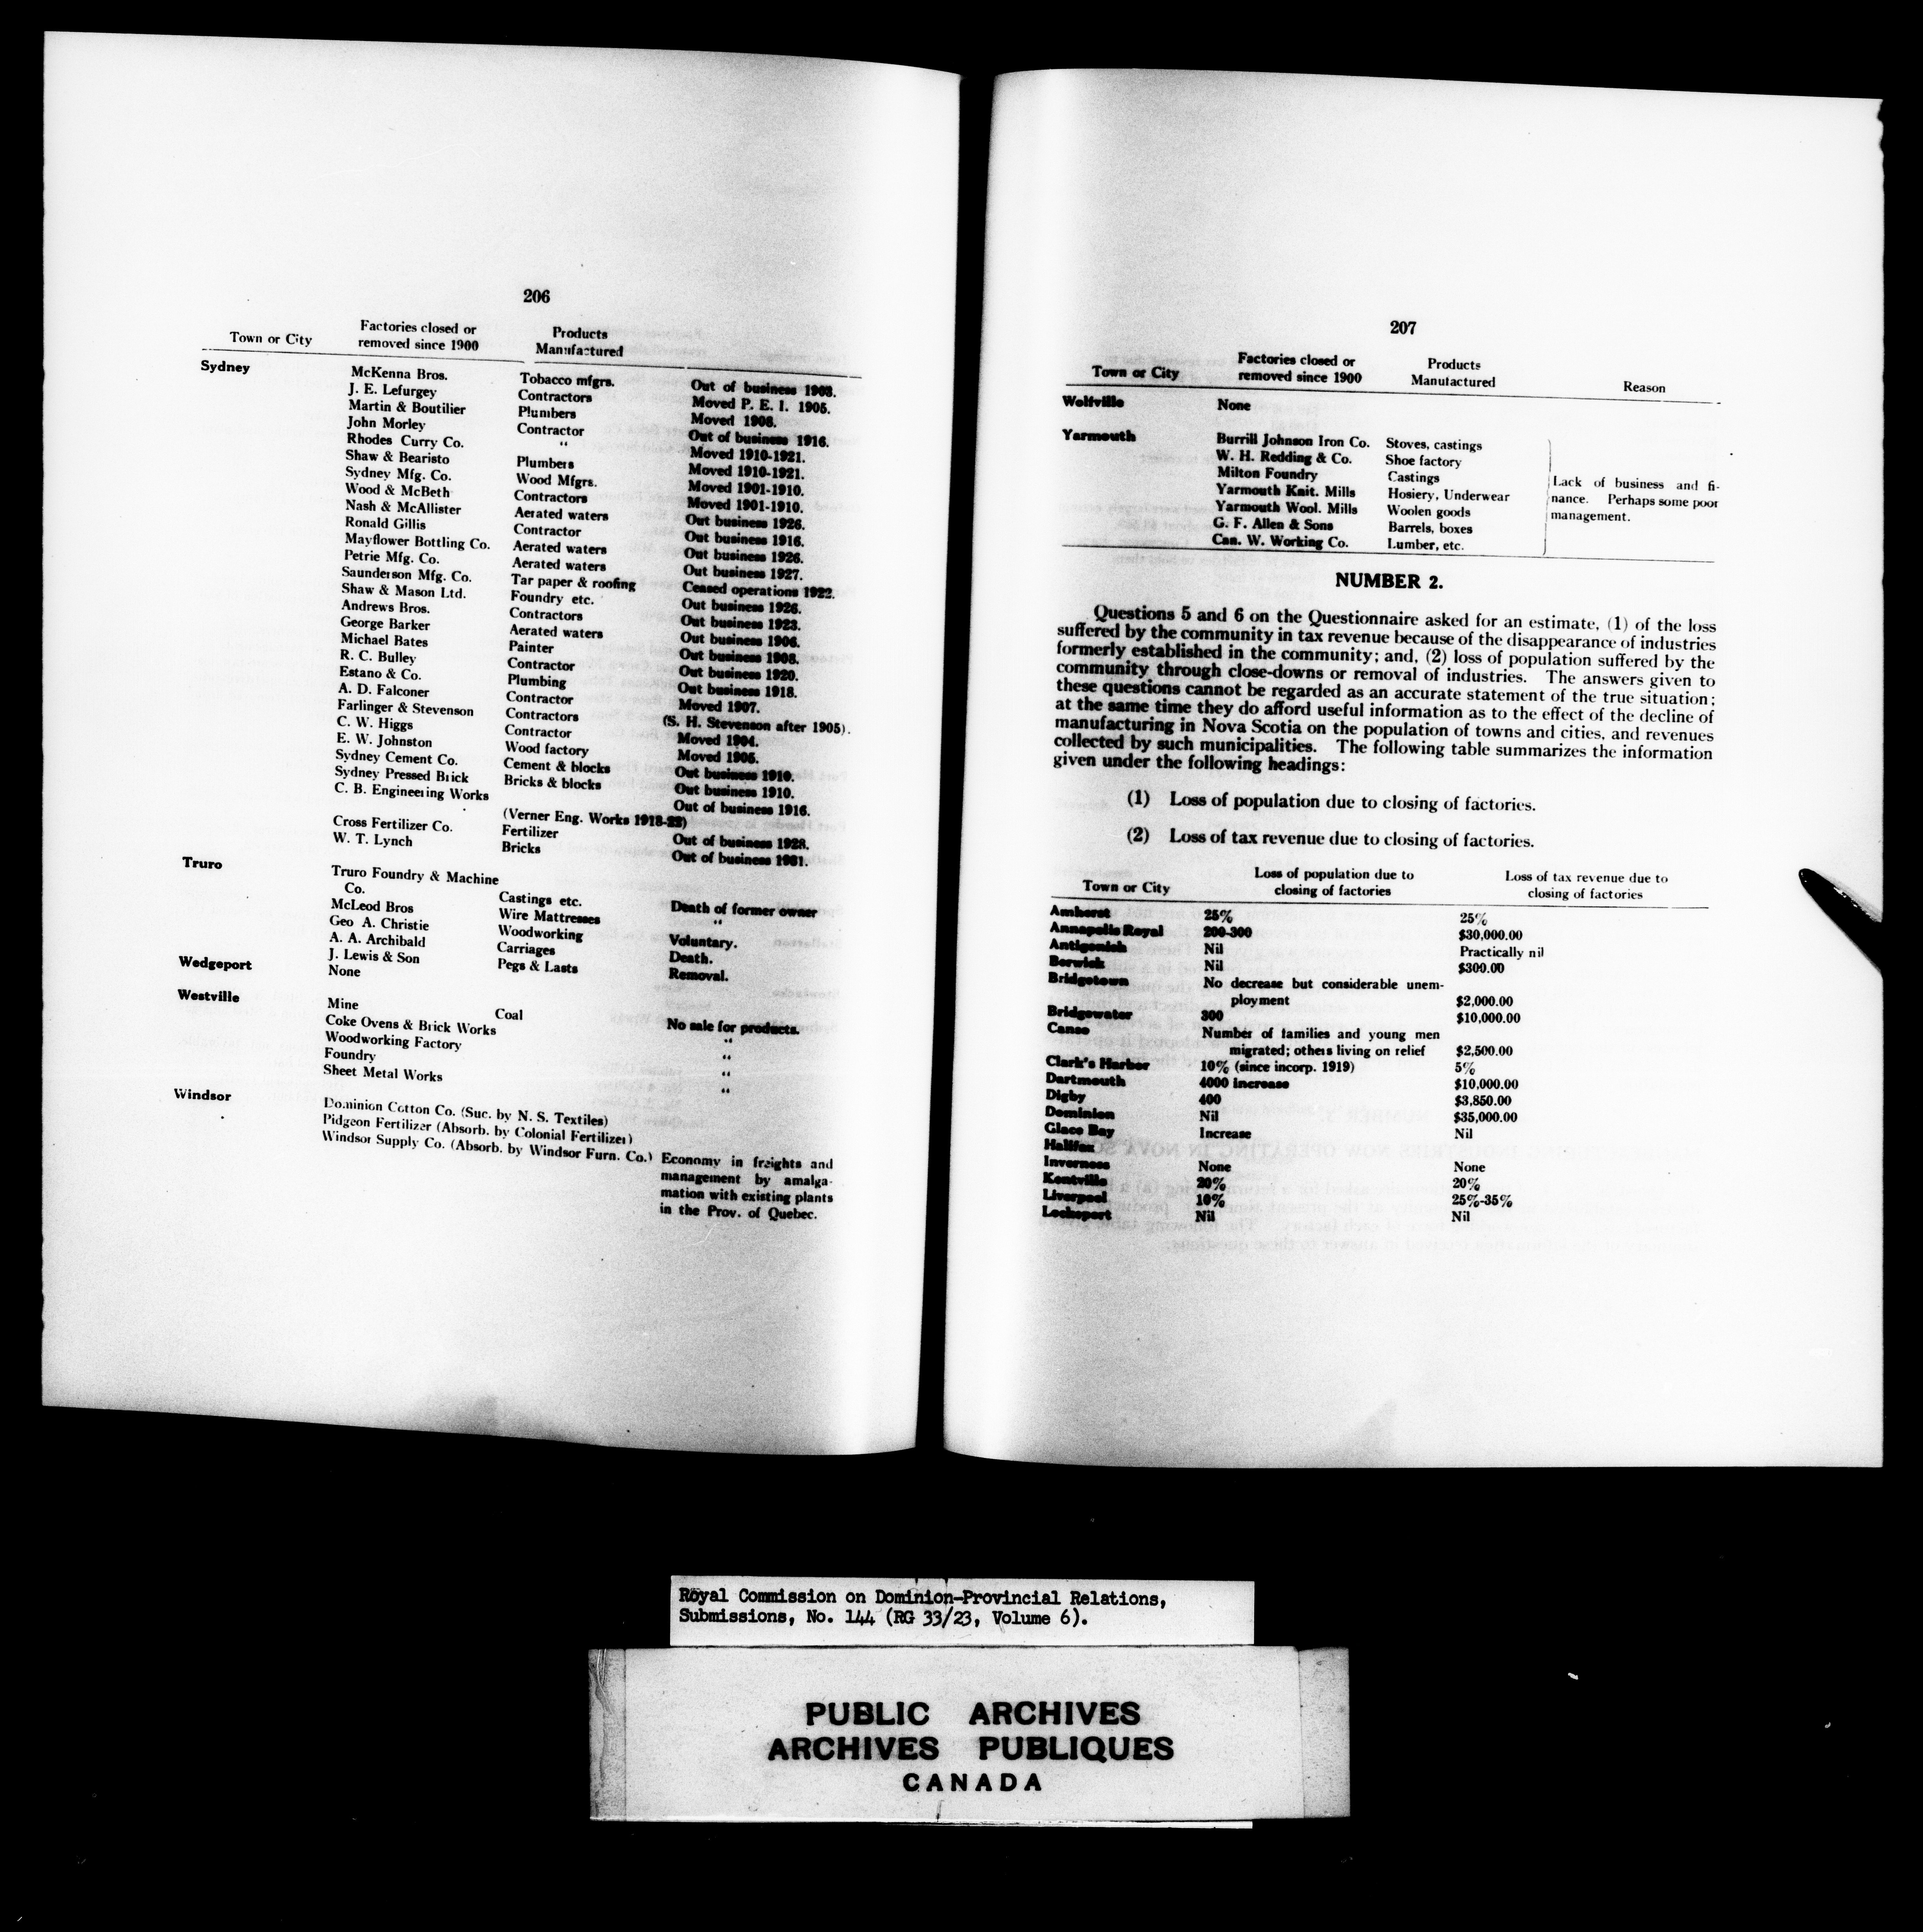 206
Town or City Factories closed or removed since 1900 Products Manufactured
Sydney McKenna Bros. Tobacco mfgrs. Out of business 1903.
J. E. Lefurgey Contractors Moved P. E. I. 1905.
Martin & Boutilier Plumbers Moved 1908.
John Morley Contractor Out of business 1916.
Rhodes Curry Co. " Moved 1910-1921.
Shaw & Bearisto Plumbers Moved 1910-1921.
Sydney Mfg. Co. Wood Mfgrs. Moved 1901-1910.
Wood & McBeth Contractors Moved 1901-1910.
Nash & McAllister Aerated waters Out business 1926.
Ronald Gillis Contractor Out business 1916.
Mayflower Bottling Co. Aerated waters Out business 1926.
Petrie Mfg. Co. Aerated waters Out business 1927.
Saunderson Mfg. Co. Tar paper & roofing Ceased operations 1922.
Shaw & Mason Ltd. Foundry etc. Out business 1926.
Andrews Bros. Contractors Out business 1923.
George Barker Aerated waters Out business 1906.
Michael Bates Painter Out business 1908.
R. C. Bulley Contractor Out business 1920.
Estano & Co. Plumbing Out business 1918.
A. D. Falconer Contractor Moved 1907.
Farlinger & Stevenson Contractors (S. H. Stevenson after 1905).
C. W. Higgs Contractor Moved 1904.
E. W. Johnston Wood factory Moved 1905.
Sydney Cement Co. Cement & blocks Out business 1910.
Sydney Pressed Brick Bricks & blocks Out business 1910.
C. B. Engineering Works Out of business 1916.
(Verner Eng. Works 1918-22)
Cross Fertilizer Co. Fertilizer Out of business 1928.
W. T. Lynch Bricks Out of business 1931.
Truro Truro Foundry & Machine
Co. Castings etc. Death of former owner
McLeod Bros Wire Mattresses "
Geo A. Christie Woodworking Voluntary.
A. A. Archibald Carriages Death.
J. Lewis & Son Pegs & Lasts Removal.
Wedgeport None
Westville Mine Coal No sale for products.
Coke Ovens & Brick Works "
Woodworking Factory "
Foundry "
Sheet Metal Works "
Windsor Dominion Cotton Co. (Suc. by N. S. Textiles)
Pidgeon Fertilizer (Absorb. by Colonial Fertilizer)
Windsor Supply Co. (Absorb. by Windsor Furn. Co.) Economy in freights and
management by amalga-
mation with existing plants
in the Prov. of Quebec.
207
Town or City Factories closed or removed since 1900 Products Manufactured Reason
Wolfville None
Yarmouth Burrill Johnson Iron Co. Stoves, castings
W. H. Redding & Co. Shoe factory
Milton Foundry Castings
Yarmouth Knit. Mills Hosiery, Underwear
Yarmouth Wool. Mills Woolen goods
G. F. Allen & Sons Barrels, boxes
Can. W. Working Co. Lumber, etc.
Lack of business and fi-
nance. Perhaps some poor
management.
NUMBER 2.
Questions 5 and 6 on the Questionnaire asked for an estimate, (1) of the loss
suffered by the community in tax revenue because of the disappearance of industries
formerly established in the community; and, (2) loss of population suffered by the
community through close-downs or removal of industries. The answers given to
these questions cannot be regarded as an accurate statement of the true situation;
at the same time they do afford useful information as to the effect of the decline of
manufacturing in Nova Scotia on the population of towns and cities, and revenues
collected by such municipalities. The following table summarizes the information
given under the following headings:
(1) Loss of population due to closing of factories.
(2) Loss of tax revenue due to closing of factories.
Town or City Loss of population due to closing of factories Loss of tax revenue due to closing of factories
Amherst 25% 25%
Annapolis Royal 200-300 $30,000.00
Antigonish Nil Practically nil
Berwick Nil $300.00
Bridgetown No decrease but considerable unem-
ployment $2,000.00
Bridgewater 300 $10,000.00
Canso Number of families and young men
migrated; others living on relief $2,500.00
Clark's Harbor 10% (since incorp. 1919) 5%
Dartmouth 4000 increase $10,000.00
Digby 400 $3,850.00
Dominion Nil $35,000.00
Glace Bay Increase Nil
Halifax
Inverness None None
Kentville 20% 20%
Liverpool 10% 25%-35%
Lockeport Nil Nil
Royal Commission on Dominion-Provincial Relations,
Submissions, No. 144 (RG 33/23, Volume 6).
PUBLIC ARCHIVES
ARCHIVES PUBLIQUES
CANADA